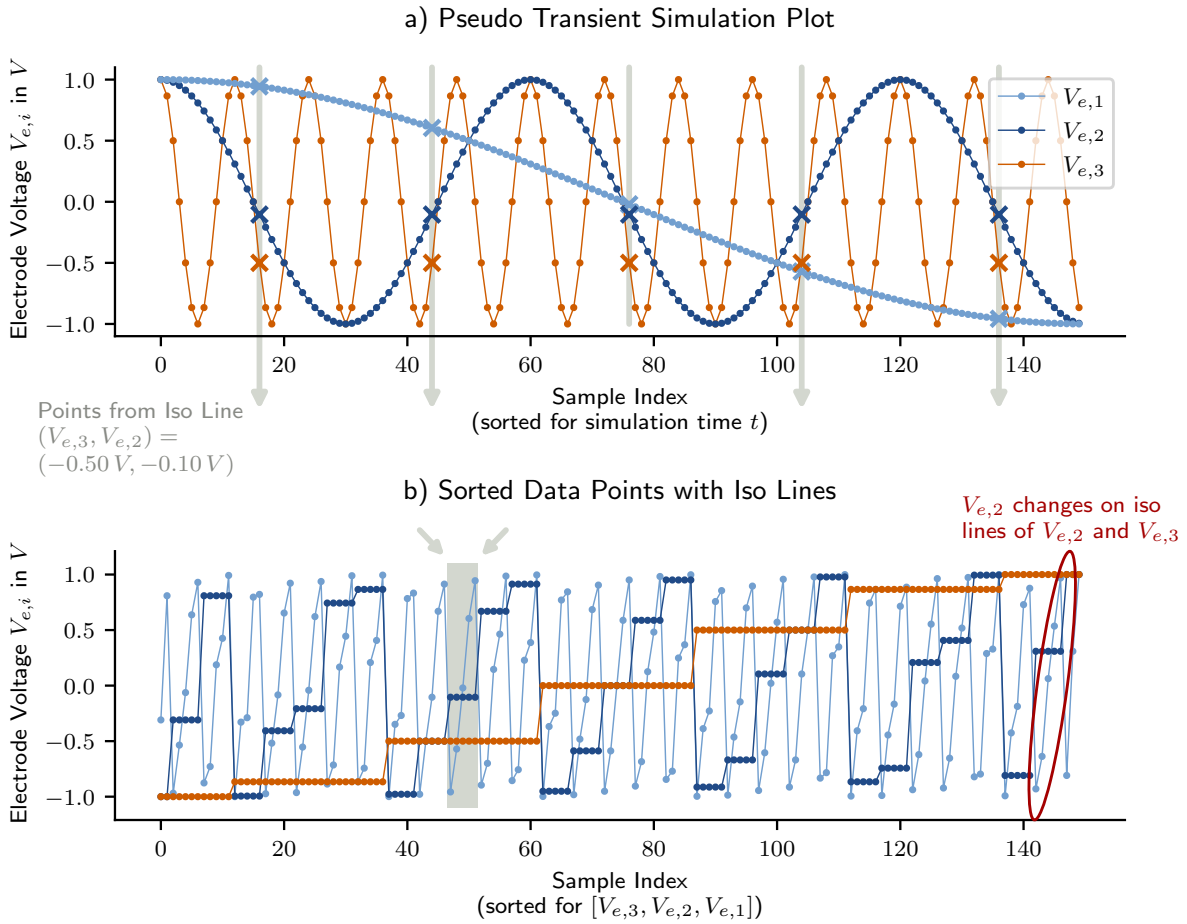 a) Pseudo Transient Simulation Plot
Electrode Voltage V_{e,i} in V
1.0
0.5
0.0
−0.5
−1.0
V_{e,1}
V_{e,2}
V_{e,3}
0
20
40
60
80
100
120
140
Sample Index
(sorted for simulation time t)
Points from Iso Line
(V_{e,3}, V_{e,2}) =
(−0.50 V, −0.10 V)
b) Sorted Data Points with Iso Lines
V_{e,2} changes on iso
lines of V_{e,2} and V_{e,3}
Electrode Voltage V_{e,i} in V
1.0
0.5
0.0
−0.5
−1.0
0
20
40
60
80
100
120
140
Sample Index
(sorted for [V_{e,3}, V_{e,2}, V_{e,1}])